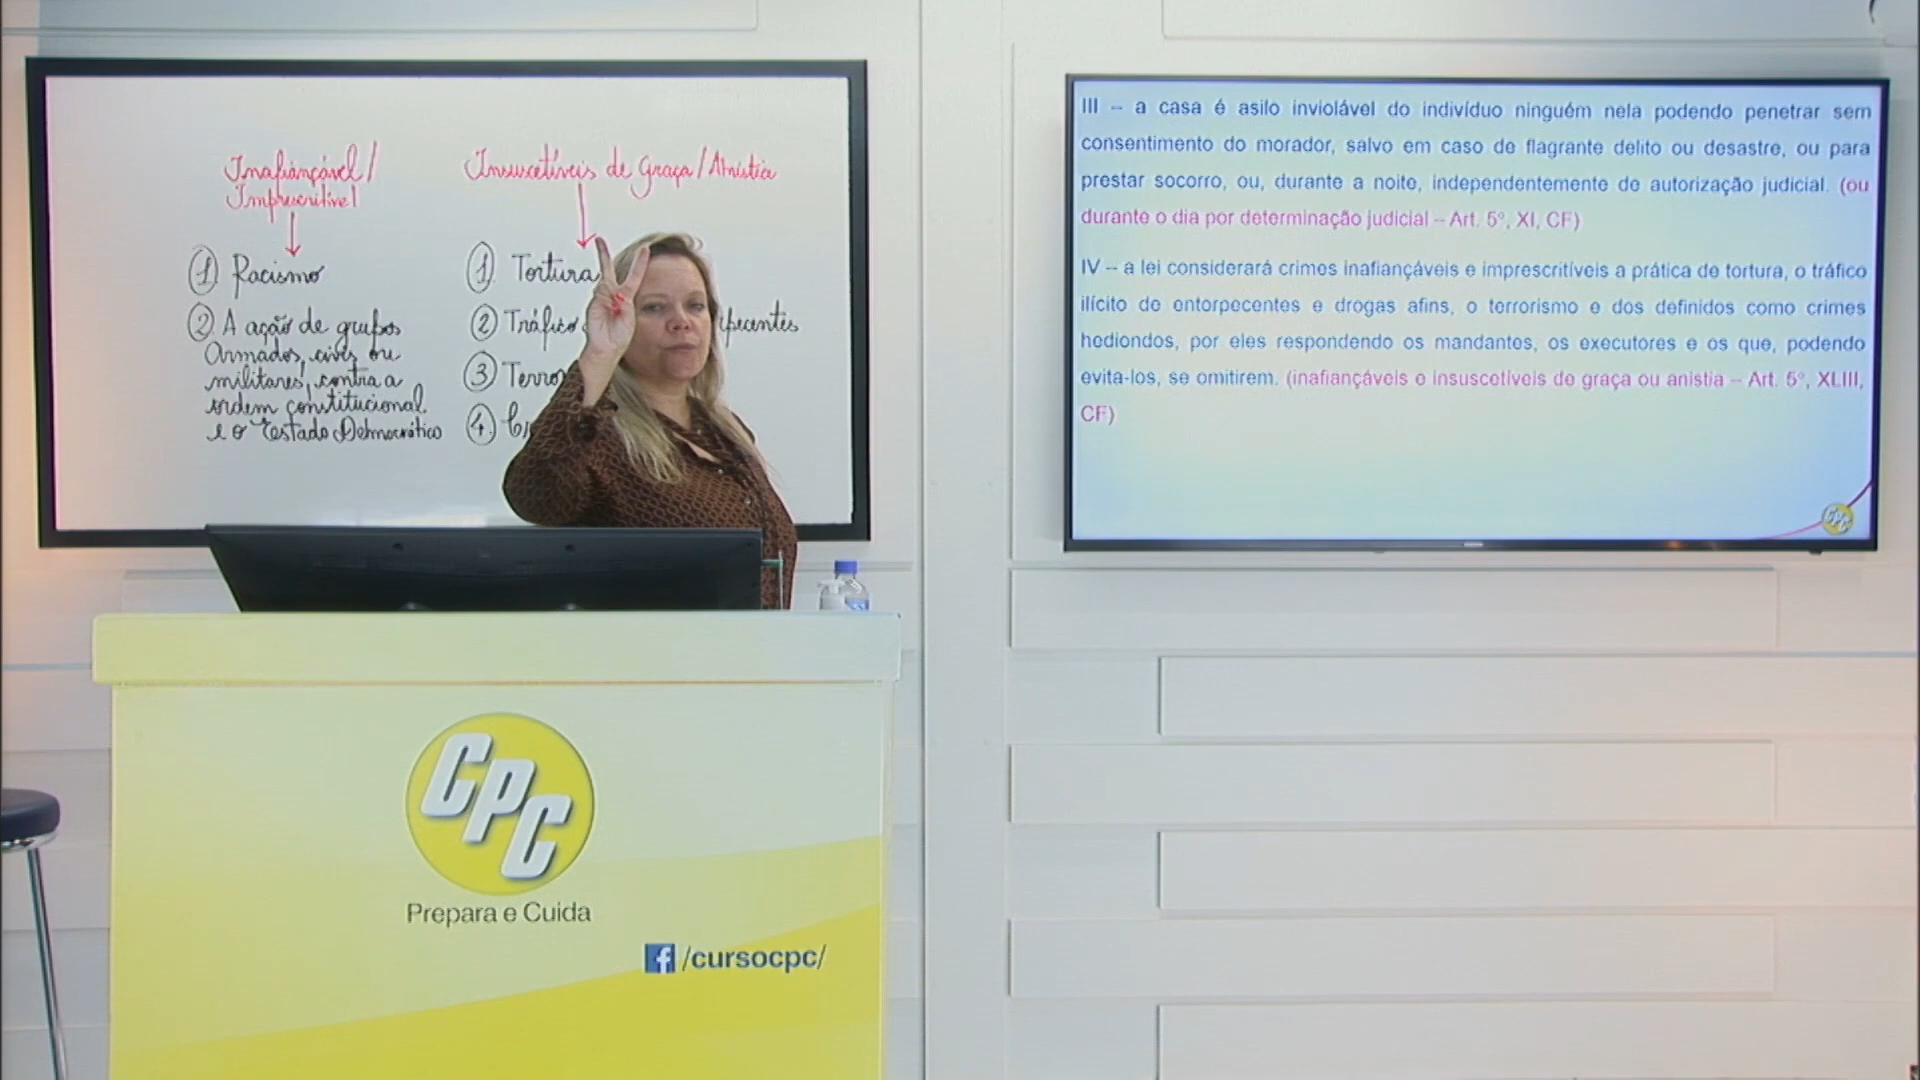 Inafiançável /
Imprescritível
1 Racismo
2 A ação de grupos
Armados, civis ou
militares, contra a
ordem constitucional
e o Estado Democrático
Insuscetíveis de Graça / Anistia
1 Tortura
2 Tráfico
3
4
III – a casa é asilo inviolável do indivíduo ninguém nela podendo penetrar sem
consentimento do morador, salvo em caso de flagrante delito ou desastre, ou para
prestar socorro, ou, durante a noite, independentemente de autorização judicial. (ou
durante o dia por determinação judicial – Art. 5º, XI, CF)
IV – a lei considerará crimes inafiançáveis e imprescritíveis a prática de tortura, o tráfico
ilícito de entorpecentes e drogas afins, o terrorismo e dos definidos como crimes
hediondos, por eles respondendo os mandantes, os executores e os que, podendo
evita-los, se omitirem. (inafiançáveis e insuscetíveis de graça ou anistia – Art. 5º, XLIII,
CF)
CPC
CPC
Prepara e Cuida
/cursocpc/